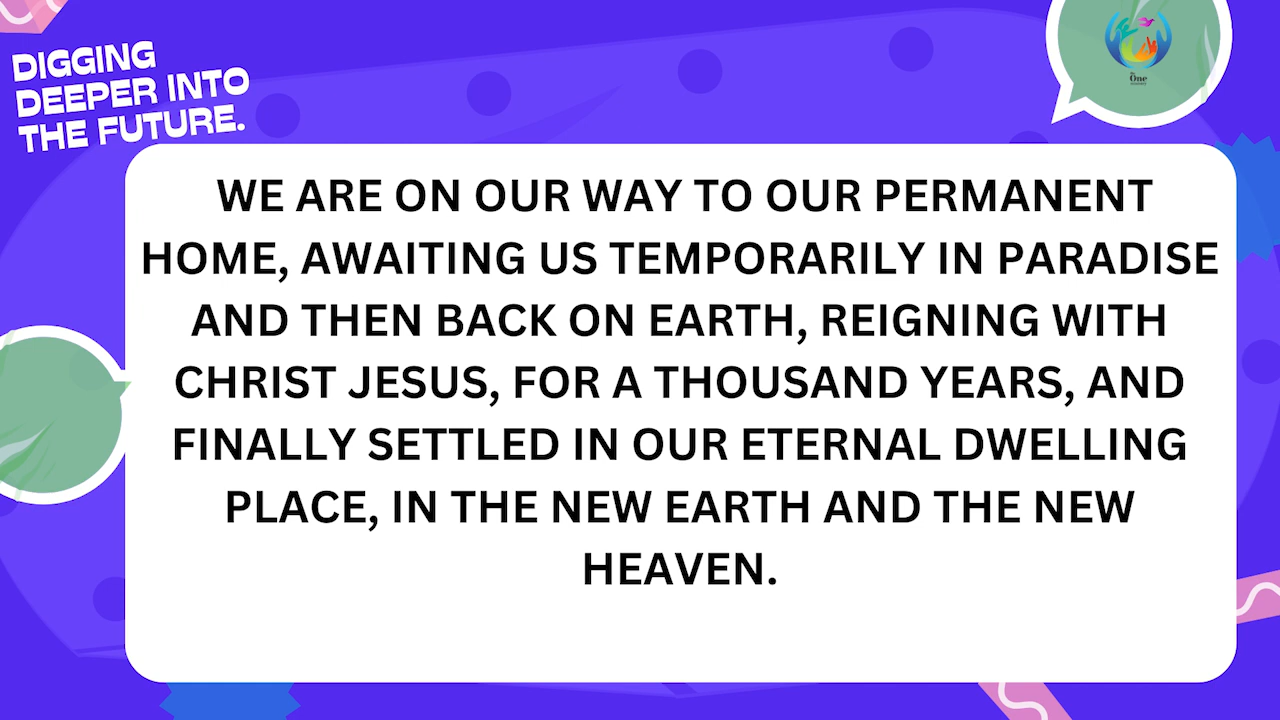 DIGGING
DEEPER INTO
THE FUTURE.
One
WE ARE ON OUR WAY TO OUR PERMANENT
HOME, AWAITING US TEMPORARILY IN PARADISE
AND THEN BACK ON EARTH, REIGNING WITH
CHRIST JESUS, FOR A THOUSAND YEARS, AND
FINALLY SETTLED IN OUR ETERNAL DWELLING
PLACE, IN THE NEW EARTH AND THE NEW
HEAVEN.